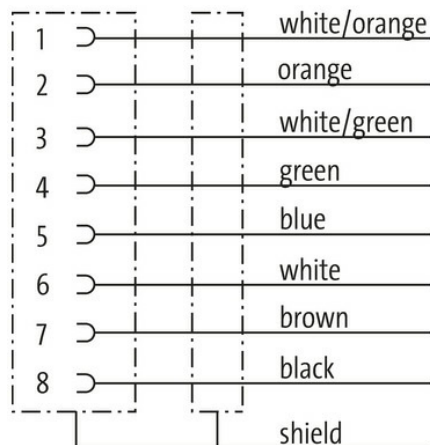 1 white/orange
2 orange
3 white/green
4 green
5 blue
6 white
7 brown
8 black
shield